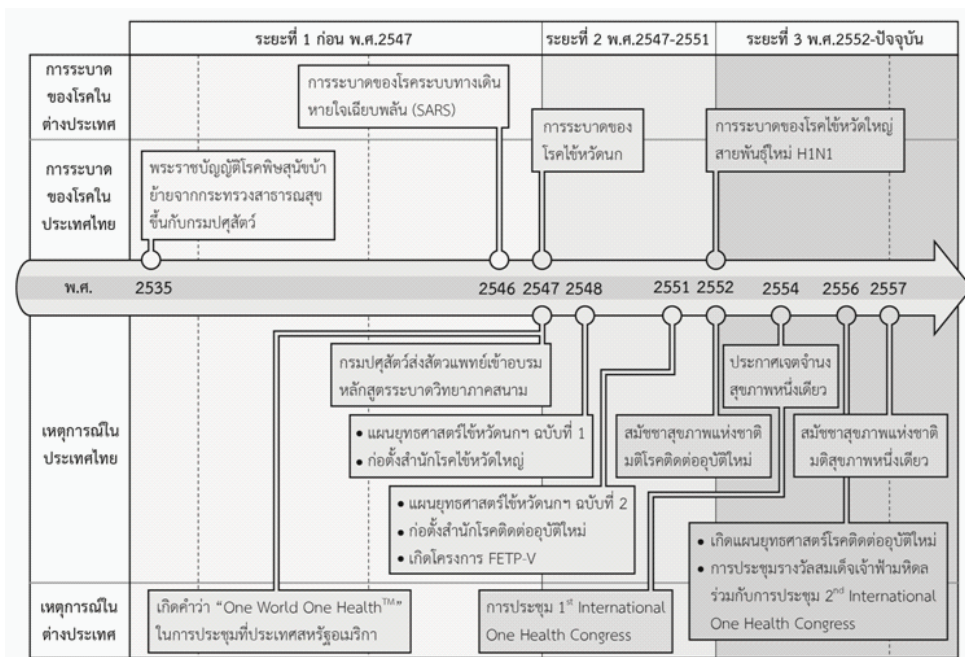 ระยะที่ 1 ก่อน พ.ศ.2547
ระยะที่ 2 พ.ศ.2547-2551
ระยะที่ 3 พ.ศ.2552-ปัจจุบัน
การระบาด
ของโรคใน
ต่างประเทศ
การระบาดของโรคระบบทางเดิน
หายใจเฉียบพลัน (SARS)
การระบาดของ
โรคไข้หวัดนก
การระบาดของโรคไข้หวัดใหญ่
สายพันธุ์ใหม่ H1N1
การระบาด
ของโรคใน
ประเทศไทย
พระราชบัญญัติโรคพิษสุนัขบ้า
ย้ายจากกระทรวงสาธารณสุข
ขึ้นกับกรมปศุสัตว์
พ.ศ.
2535
2546
2547
2548
2551
2552
2554
2556
2557
เหตุการณ์ใน
ประเทศไทย
กรมปศุสัตว์ส่งสัตวแพทย์เข้าอบรม
หลักสูตรระบาดวิทยาภาคสนาม
• แผนยุทธศาสตร์ไข้หวัดนกฯ ฉบับที่ 1
• ก่อตั้งสำนักโรคไข้หวัดใหญ่
• แผนยุทธศาสตร์ไข้หวัดนกฯ ฉบับที่ 2
• ก่อตั้งสำนักโรคติดต่ออุบัติใหม่
• เกิดโครงการ FETP-V
สมัชชาสุขภาพแห่งชาติ
มติโรคติดต่ออุบัติใหม่
ประกาศเจตจำนง
สุขภาพหนึ่งเดียว
สมัชชาสุขภาพแห่งชาติ
มติสุขภาพหนึ่งเดียว
• เกิดแผนยุทธศาสตร์โรคติดต่ออุบัติใหม่
• การประชุมรางวัลสมเด็จเจ้าฟ้ามหิดล
ร่วมกับการประชุม 2nd International
One Health Congress
เหตุการณ์ใน
ต่างประเทศ
เกิดคำว่า "One World One Health™"
ในการประชุมที่ประเทศสหรัฐอเมริกา
การประชุม 1st International
One Health Congress